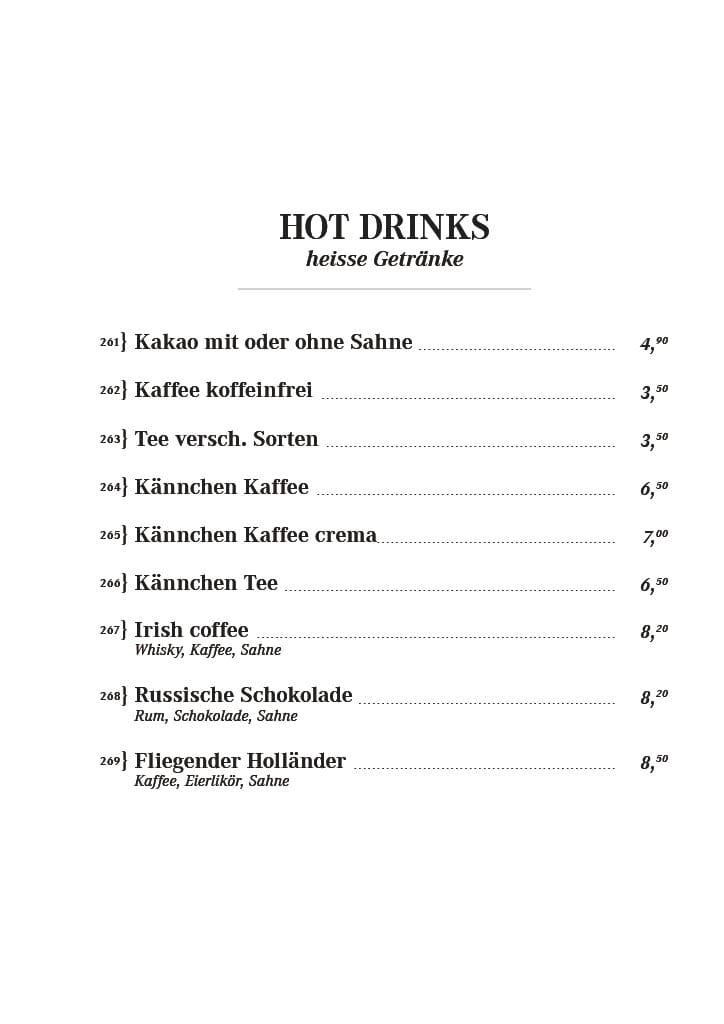 HOT DRINKS
heisse Getränke
261} Kakao mit oder ohne Sahne 4,90
262} Kaffee koffeinfrei 3,50
263} Tee versch. Sorten 3,50
264} Kännchen Kaffee 6,50
265} Kännchen Kaffee crema 7,00
266} Kännchen Tee 6,50
267} Irish coffee 8,20
Whisky, Kaffee, Sahne
268} Russische Schokolade 8,20
Rum, Schokolade, Sahne
269} Fliegender Holländer 8,50
Kaffee, Eierlikör, Sahne